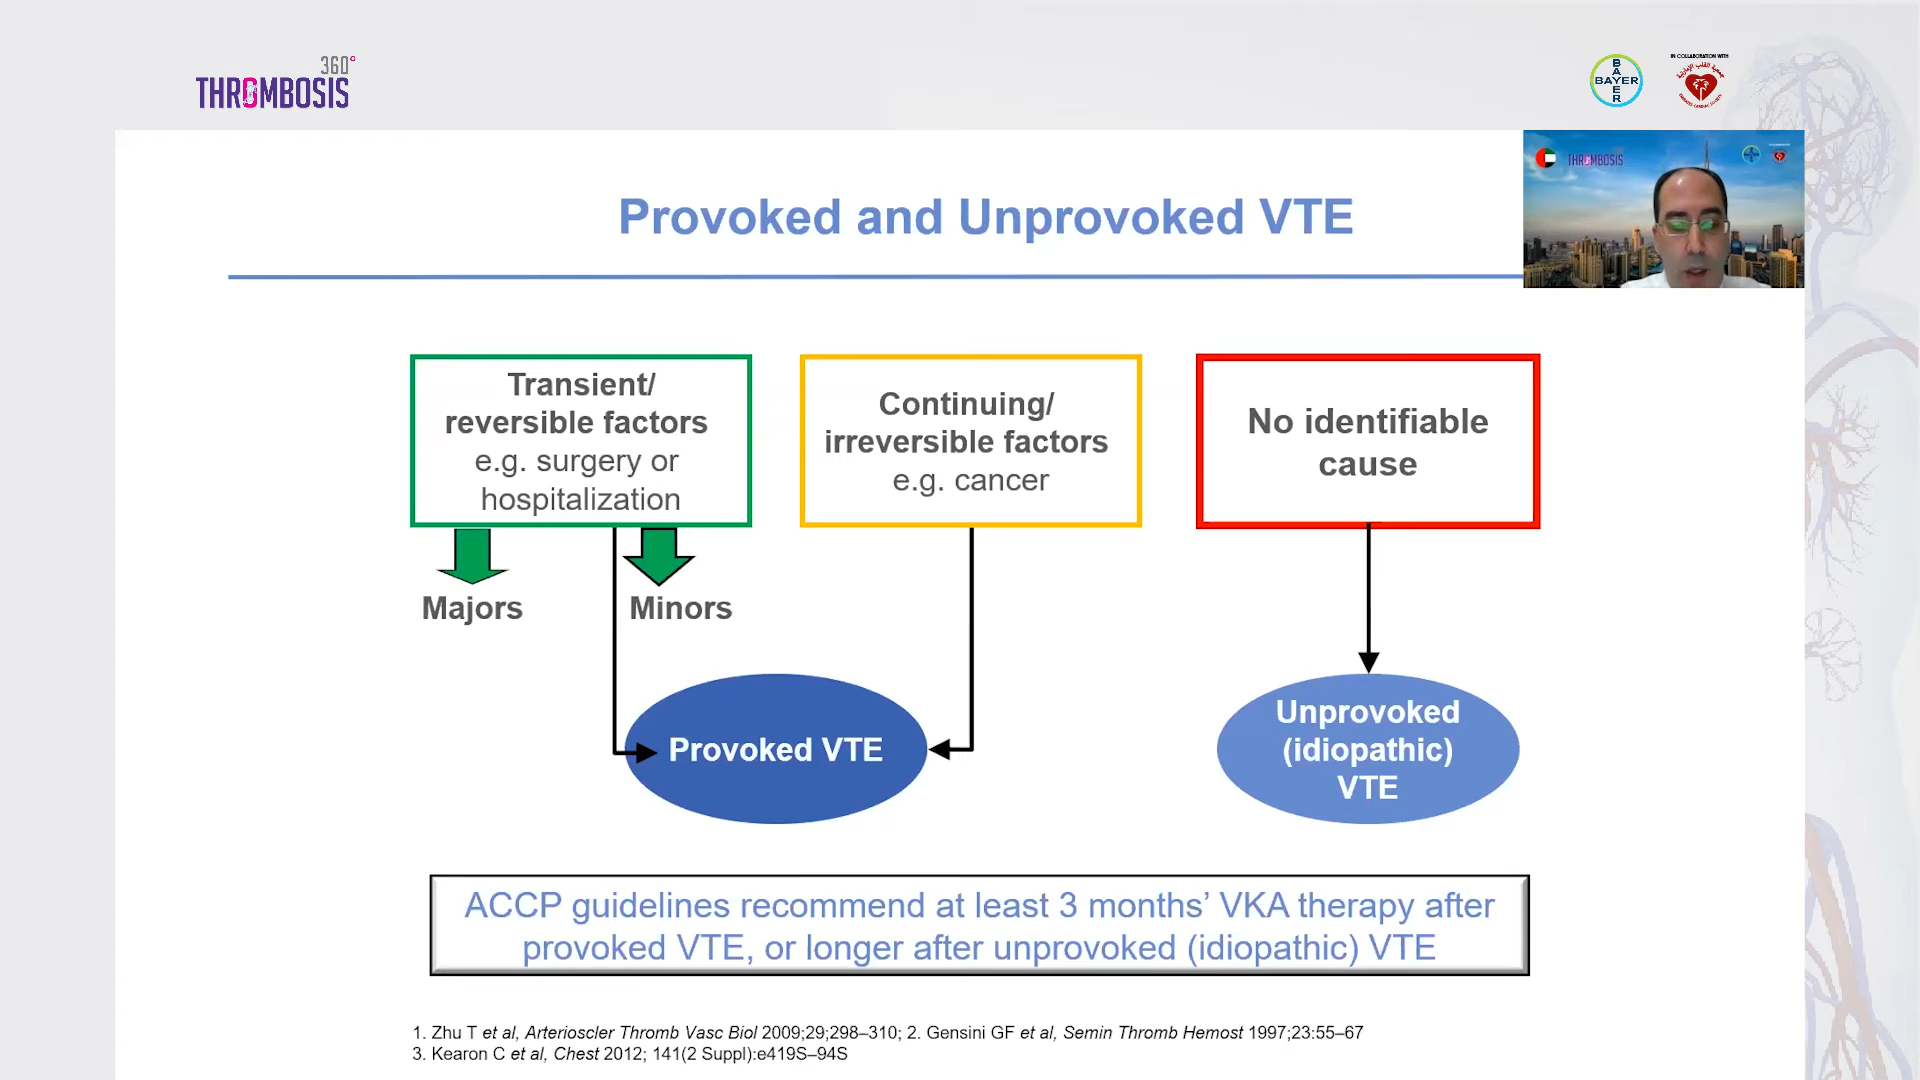 360°
THROMBOSIS
BAYER
BAYER
IN COLLABORATION WITH
THROMBOSIS
Provoked and Unprovoked VTE
Transient/
reversible factors
e.g. surgery or
hospitalization
Continuing/
irreversible factors
e.g. cancer
No identifiable
cause
Majors
Minors
Provoked VTE
Unprovoked
(idiopathic)
VTE
ACCP guidelines recommend at least 3 months’ VKA therapy after
provoked VTE, or longer after unprovoked (idiopathic) VTE
1. Zhu T et al, Arterioscler Thromb Vasc Biol 2009;29;298–310; 2. Gensini GF et al, Semin Thromb Hemost 1997;23:55–67
3. Kearon C et al, Chest 2012; 141(2 Suppl):e419S–94S